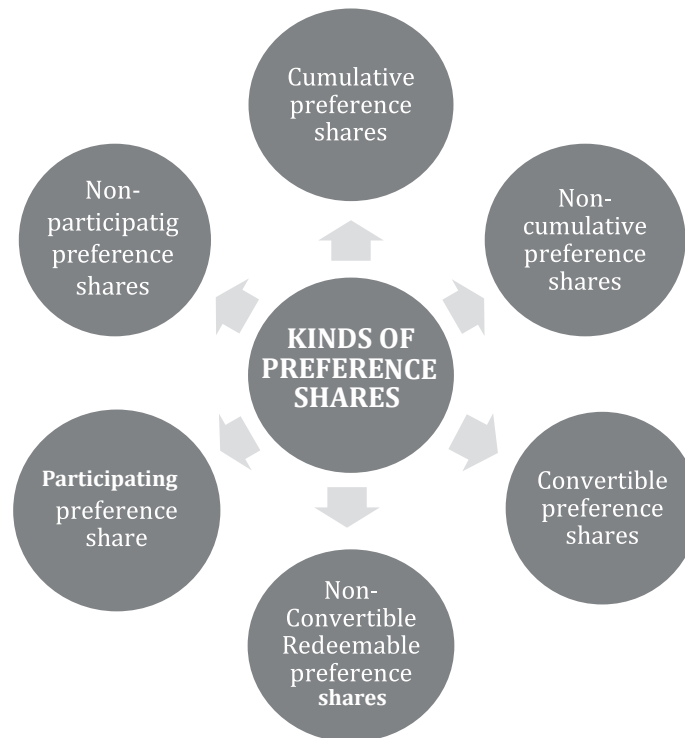 Cumulative
preference
shares
Non-
participatig
preference
shares
Non-
cumulative
preference
shares
KINDS OF
PREFERENCE
SHARES
Participating
preference
share
Convertible
preference
shares
Non-
Convertible
Redeemable
preference
shares